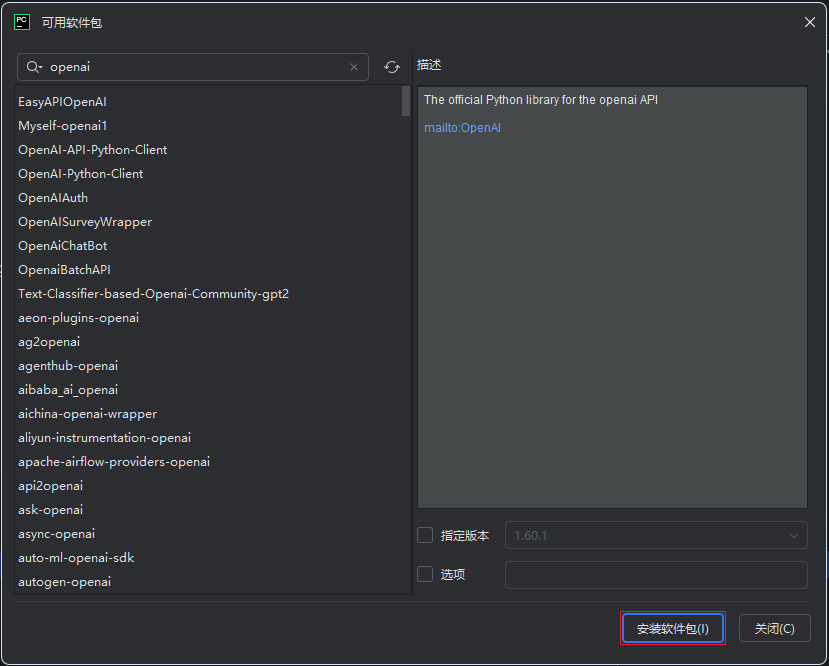 PC
可用软件包
openai
描述
EasyAPIOpenAI
Myself-openai1
OpenAI-API-Python-Client
OpenAI-Python-Client
OpenAIAuth
OpenAISurveyWrapper
OpenAiChatBot
OpenaiBatchAPI
Text-Classifier-based-Openai-Community-gpt2
aeon-plugins-openai
ag2openai
agenthub-openai
aibaba_ai_openai
aichina-openai-wrapper
aliyun-instrumentation-openai
apache-airflow-providers-openai
api2openai
ask-openai
async-openai
auto-ml-openai-sdk
autogen-openai
The official Python library for the openai API
mailto:OpenAI
指定版本 1.60.1
选项
安装软件包(I) 关闭(C)